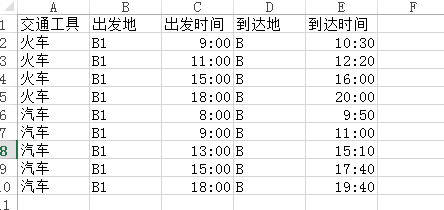 A B C D E F
1 交通工具 出发地 出发时间 到达地 到达时间
2 火车 B1 9:00 B 10:30
3 火车 B1 11:00 B 12:20
4 火车 B1 15:00 B 16:00
5 火车 B1 18:00 B 20:00
6 汽车 B1 8:00 B 9:50
7 汽车 B1 9:00 B 11:00
8 汽车 B1 13:00 B 15:10
9 汽车 B1 15:00 B 17:40
10 汽车 B1 18:00 B 19:40
11